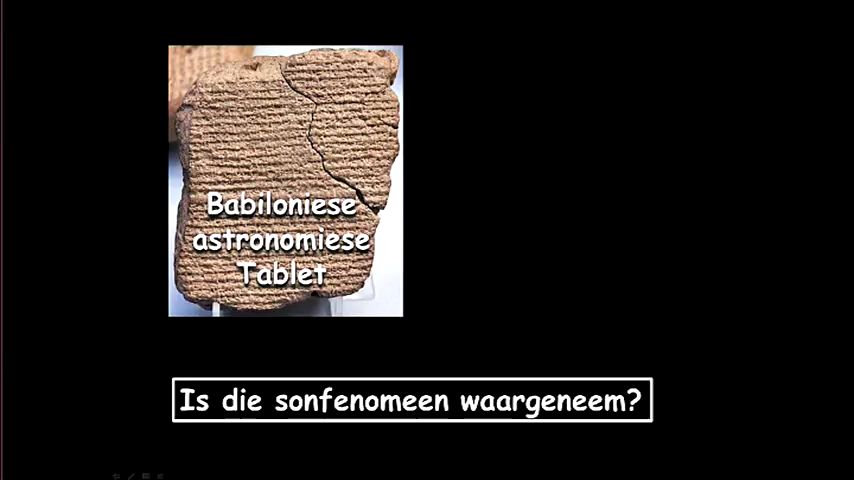 Babiloniese
astronomiese
Tablet
Is die sonfenomeen waargeneem?